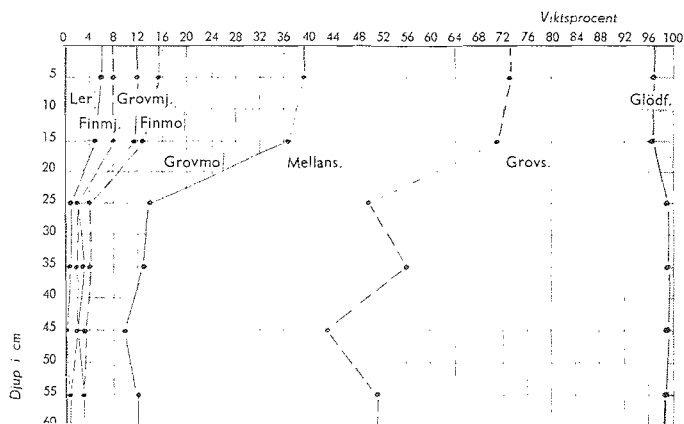 Viktsprocent
0 4 8 12 16 20 24 28 32 36 40 44 48 52 56 60 64 68 72 76 80 84 88 92 96 100
5
Ler Grovmj. Glödf.
10
Finmj. Finmo
15
Grovmo Mellans. Grovs.
20
25
30
35
40
45
50
55
60
Djup i cm